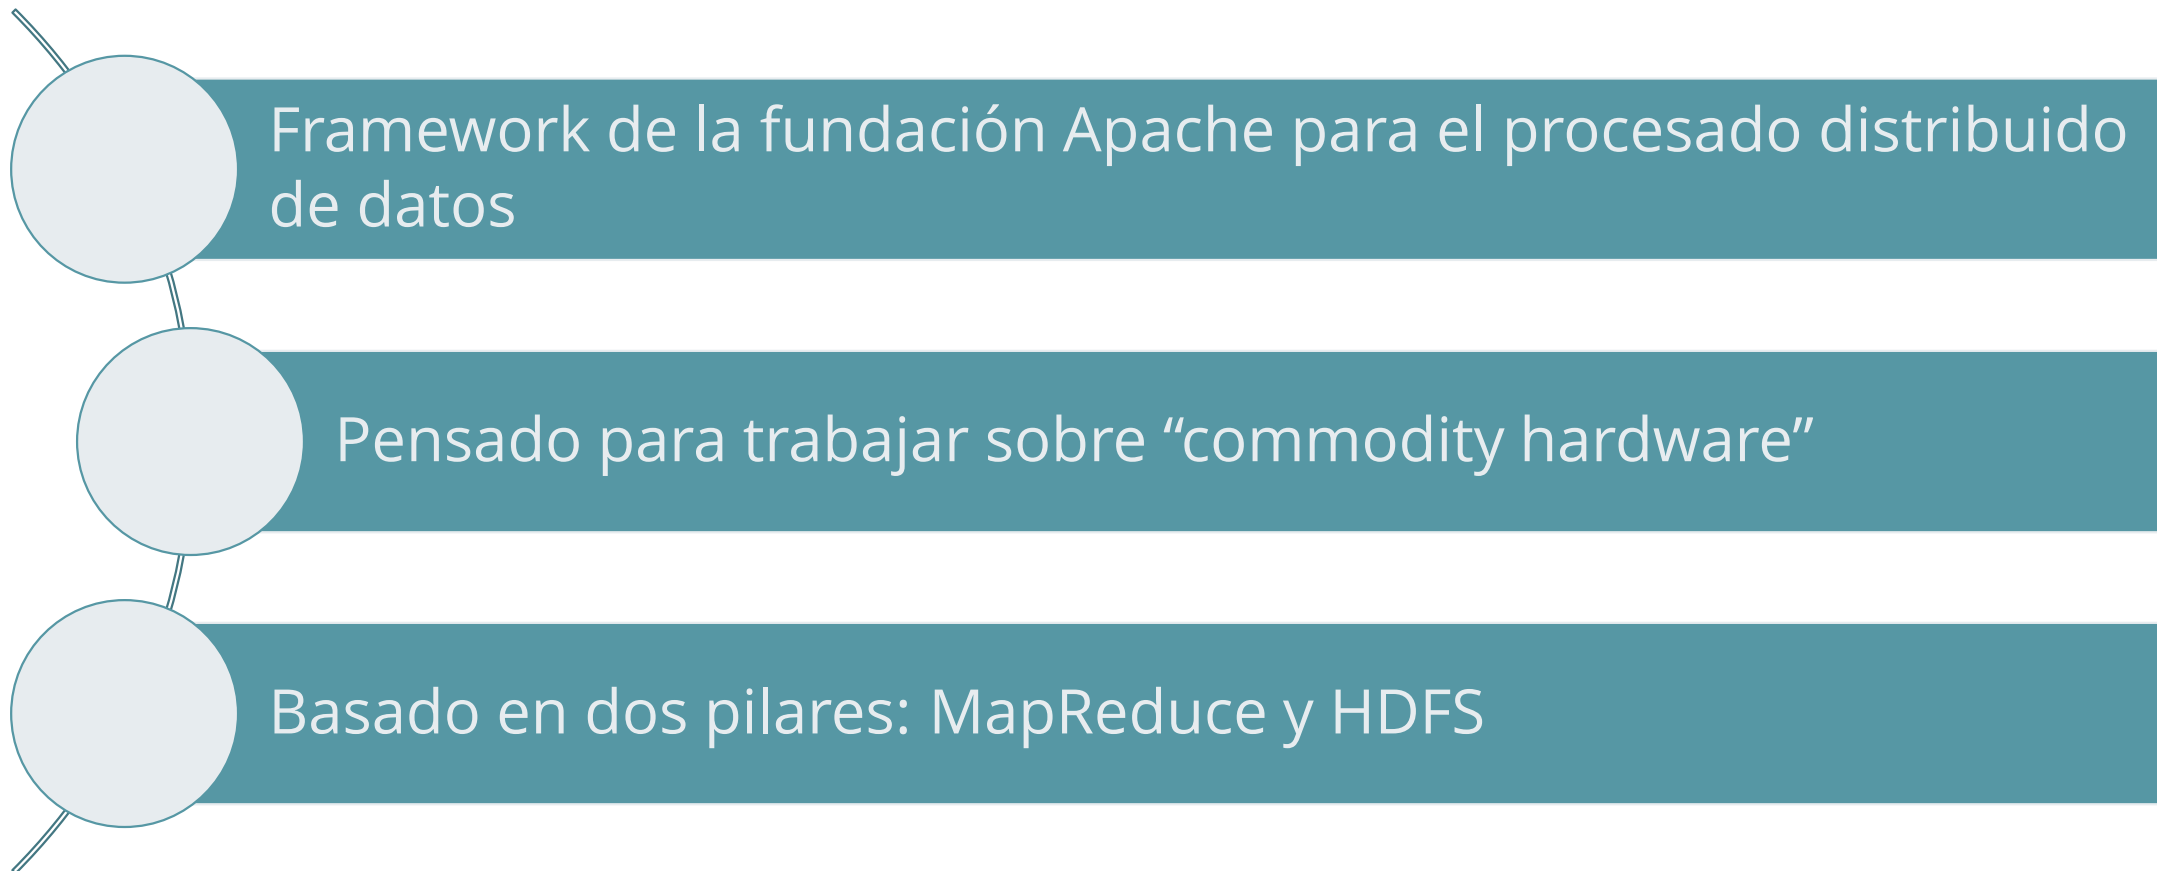 Framework de la fundación Apache para el procesado distribuido
de datos
Pensado para trabajar sobre “commodity hardware”
Basado en dos pilares: MapReduce y HDFS